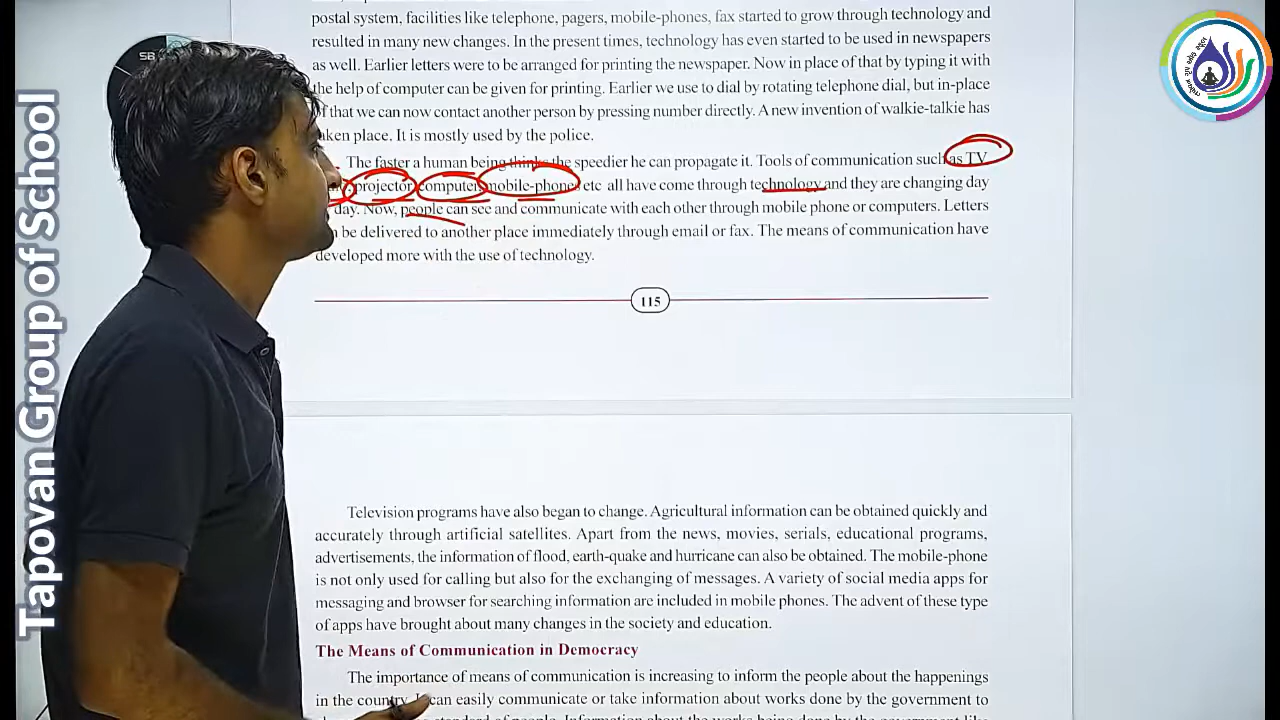 postal system, facilities like telephone, pagers, mobile-phones, fax started to grow through technology and
resulted in many new changes. In the present times, technology has even started to be used in newspapers
as well. Earlier letters were to be arranged for printing the newspaper. Now in place of that by typing it with
the help of computer can be given for printing. Earlier we use to dial by rotating telephone dial, but in-place
of that we can now contact another person by pressing number directly. A new invention of walkie-talkie has
taken place. It is mostly used by the police.
The faster a human being thinks the speedier he can propagate it. Tools of communication such as TV
projector computer mobile-phones etc all have come through technology and they are changing day
day. Now, people can see and communicate with each other through mobile phone or computers. Letters
be delivered to another place immediately through email or fax. The means of communication have
developed more with the use of technology.
115
Television programs have also began to change. Agricultural information can be obtained quickly and
accurately through artificial satellites. Apart from the news, movies, serials, educational programs,
advertisements, the information of flood, earth-quake and hurricane can also be obtained. The mobile-phone
is not only used for calling but also for the exchanging of messages. A variety of social media apps for
messaging and browser for searching information are included in mobile phones. The advent of these type
of apps have brought about many changes in the society and education.
The Means of Communication in Democracy
The importance of means of communication is increasing to inform the people about the happenings
in the country. can easily communicate or take information about works done by the government to
Tapovan Group of School
SB